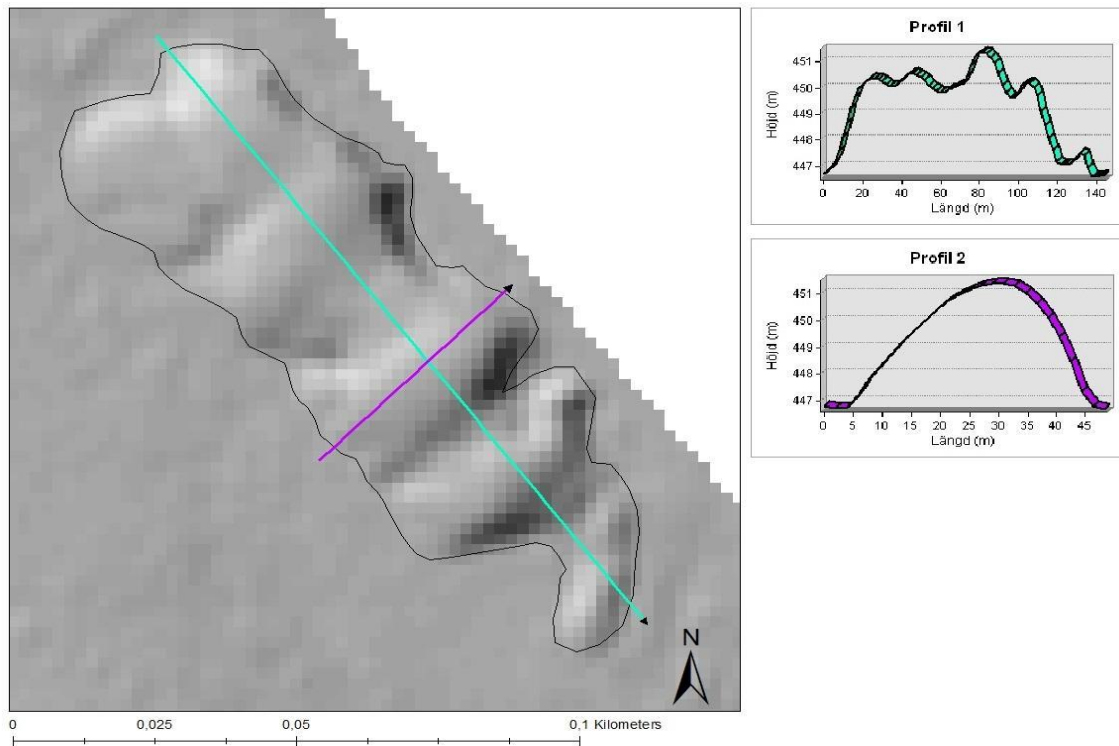 N
0 0,025 0,05 0,1 Kilometers
Profil 1
Höjd (m)
451
450
449
448
447
0 20 40 60 80 100 120 140
Längd (m)
Profil 2
Höjd (m)
451
450
449
448
447
0 5 10 15 20 25 30 35 40 45
Längd (m)